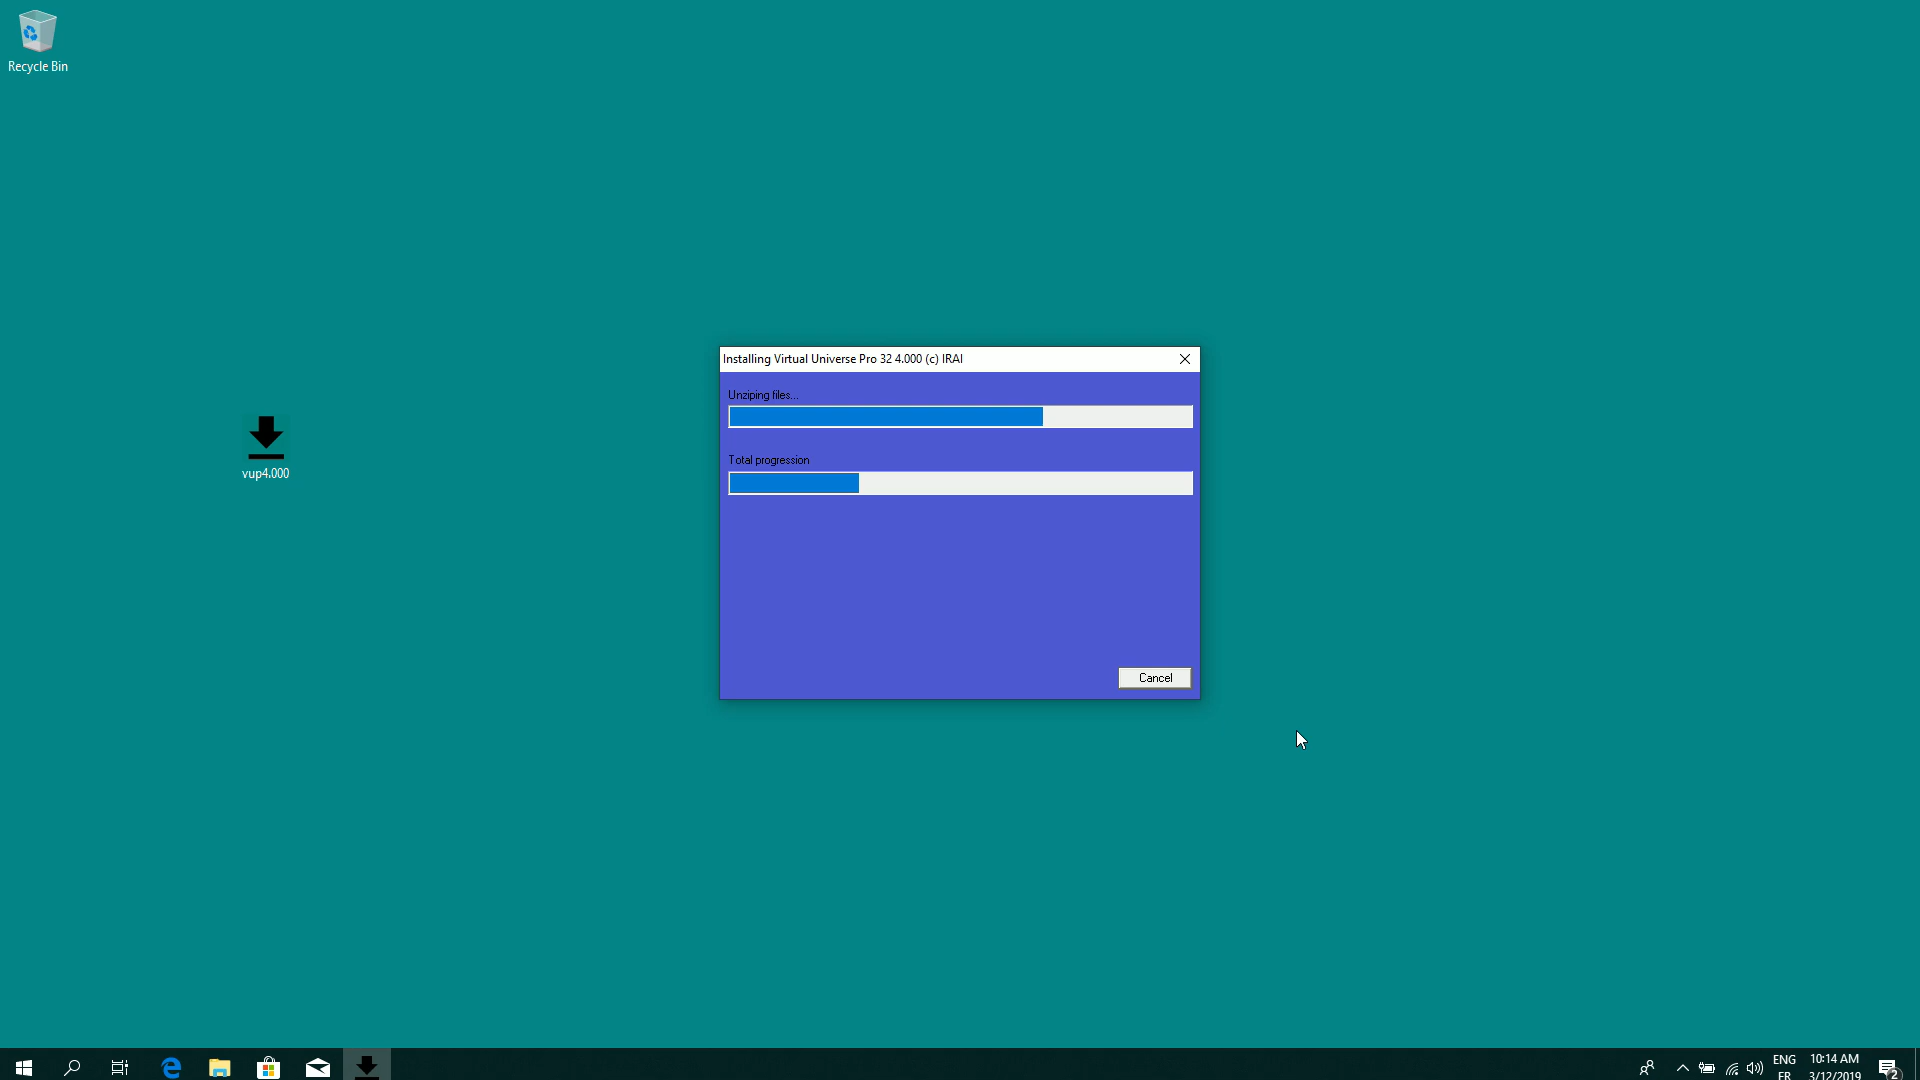 Recycle Bin
Installing Virtual Universe Pro 32 4.000 (c) IRAI
Unziping files...
vup4.000
Total progression
Cancel
ENG
FR
10:14 AM
3/12/2019
2